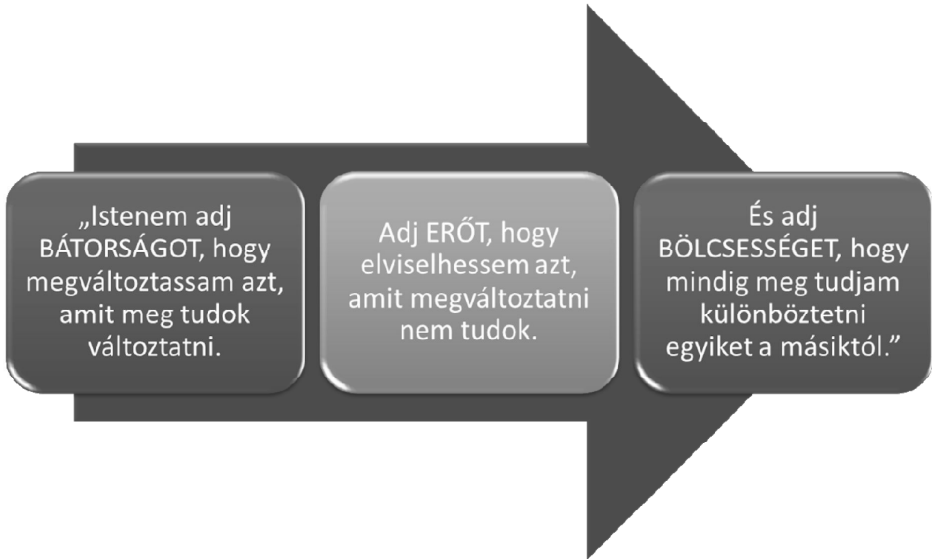 „Istenem adj
BÁTORSÁGOT, hogy
megváltoztassam azt,
amit meg tudok
változtatni.
Adj ERŐT, hogy
elviselhessem azt,
amit megváltoztatni
nem tudok.
És adj
BÖLCSESSÉGET, hogy
mindig meg tudjam
különböztetni
egyiket a másiktól.”